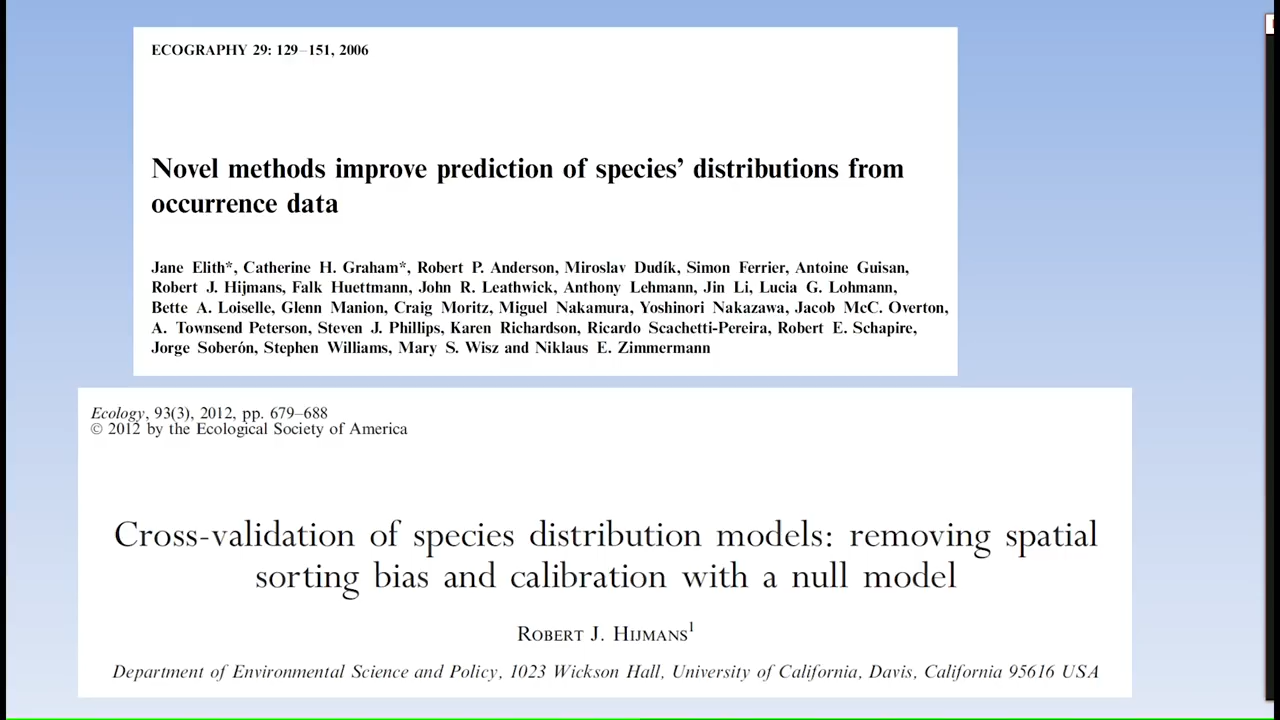 ECOGRAPHY 29: 129–151, 2006
Novel methods improve prediction of species’ distributions from
occurrence data
Jane Elith*, Catherine H. Graham*, Robert P. Anderson, Miroslav Dudík, Simon Ferrier, Antoine Guisan,
Robert J. Hijmans, Falk Huettmann, John R. Leathwick, Anthony Lehmann, Jin Li, Lucia G. Lohmann,
Bette A. Loiselle, Glenn Manion, Craig Moritz, Miguel Nakamura, Yoshinori Nakazawa, Jacob McC. Overton,
A. Townsend Peterson, Steven J. Phillips, Karen Richardson, Ricardo Scachetti-Pereira, Robert E. Schapire,
Jorge Soberón, Stephen Williams, Mary S. Wisz and Niklaus E. Zimmermann
Ecology, 93(3), 2012, pp. 679–688
© 2012 by the Ecological Society of America
Cross-validation of species distribution models: removing spatial
sorting bias and calibration with a null model
ROBERT J. HIJMANS1
Department of Environmental Science and Policy, 1023 Wickson Hall, University of California, Davis, California 95616 USA